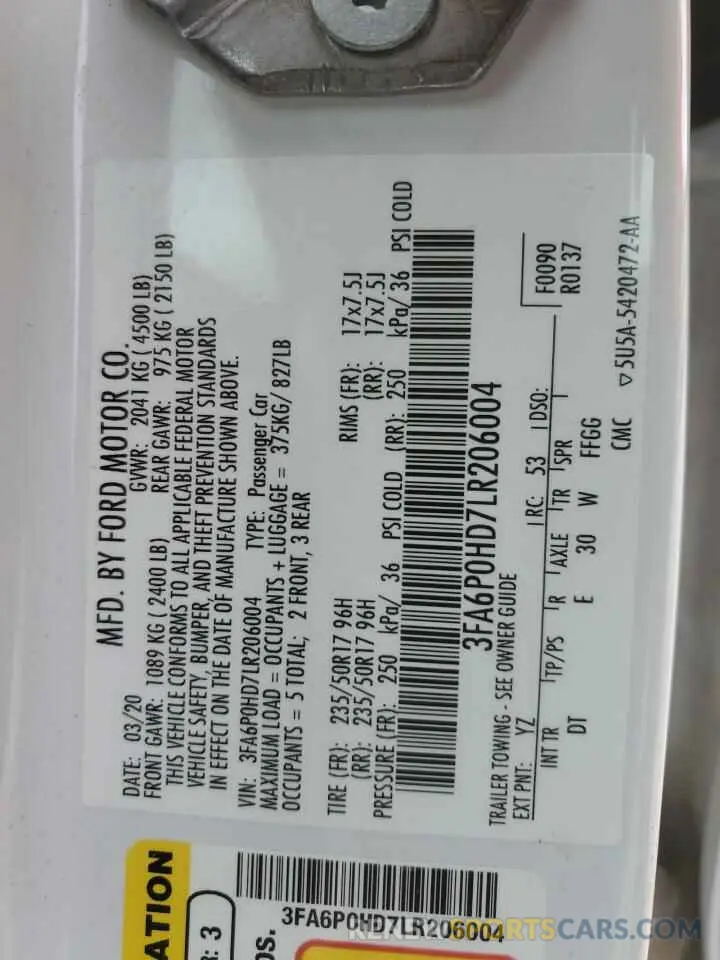 MFD. BY FORD MOTOR CO.
DATE: 03/20 GVWR: 2041 KG ( 4500 LB)
FRONT GAWR: 1089 KG ( 2400 LB) REAR GAWR: 975 KG ( 2150 LB)
THIS VEHICLE CONFORMS TO ALL APPLICABLE FEDERAL MOTOR
VEHICLE SAFETY, BUMPER, AND THEFT PREVENTION STANDARDS
IN EFFECT ON THE DATE OF MANUFACTURE SHOWN ABOVE.
VIN: 3FA6P0HD7LR206004 TYPE: Passenger Car
MAXIMUM LOAD = OCCUPANTS + LUGGAGE = 375KG/ 827LB
OCCUPANTS = 5 TOTAL; 2 FRONT, 3 REAR
TIRE (FR): 235/50R17 96H RIMS (FR): 17x7.5J
(RR): 235/50R17 96H (RR): 17x7.5J
PRESSURE (FR): 250 kPa/ 36 PSI COLD (RR): 250 kPa/ 36 PSI COLD
3FA6P0HD7LR206004
TRAILER TOWING - SEE OWNER GUIDE
EXT PNT: YZ RC: 53 DSO: F0090
R0137
INT TR TP/PS R AXLE TR SPR
DT E 30 W FFGG
CMC ▽5U5A-5420472-AA
ATION
R: 3
OS.
3FA6P0HD7LR206004
REPOSPORTSCARS.COM